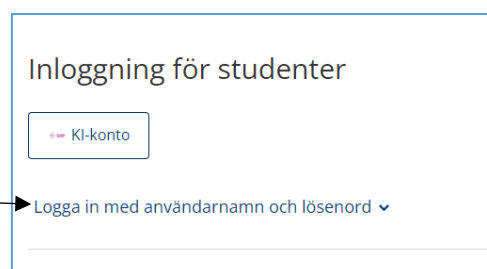 Inloggning för studenter
KI-konto
Logga in med användarnamn och lösenord